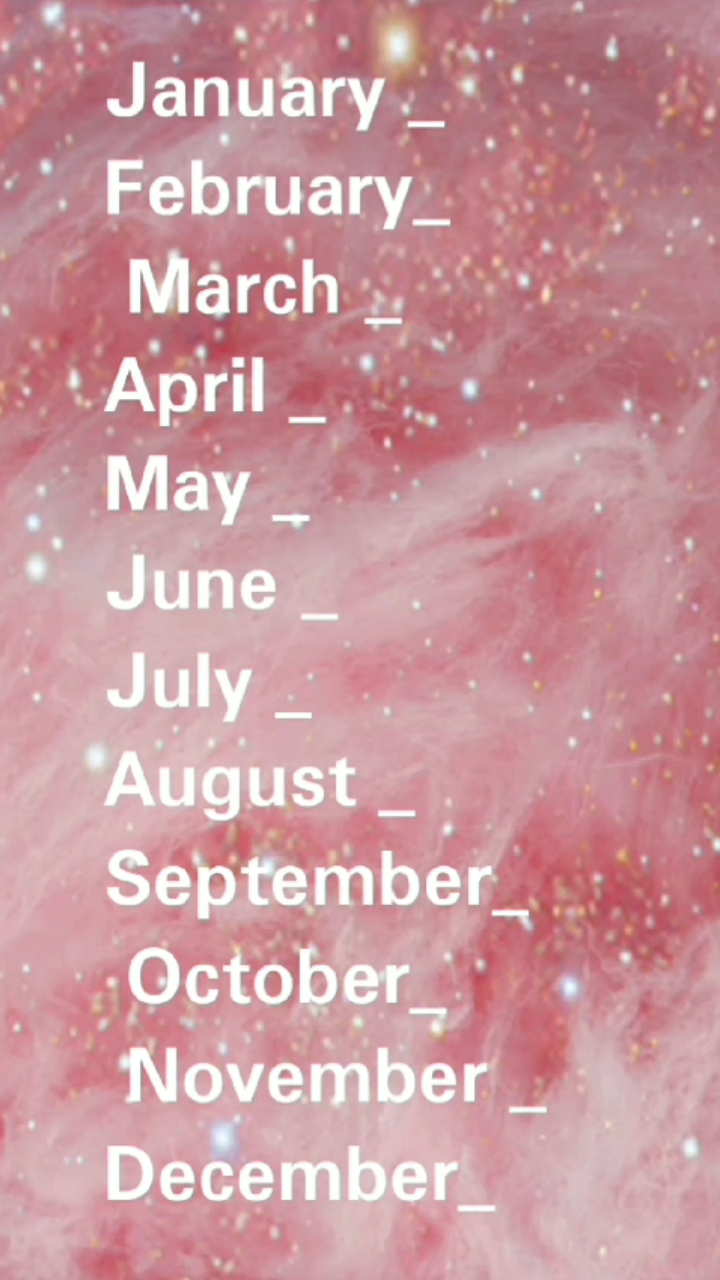 January _
February_
March _
April _
May _
June _
July _
August _
September_
October_
November _
December_